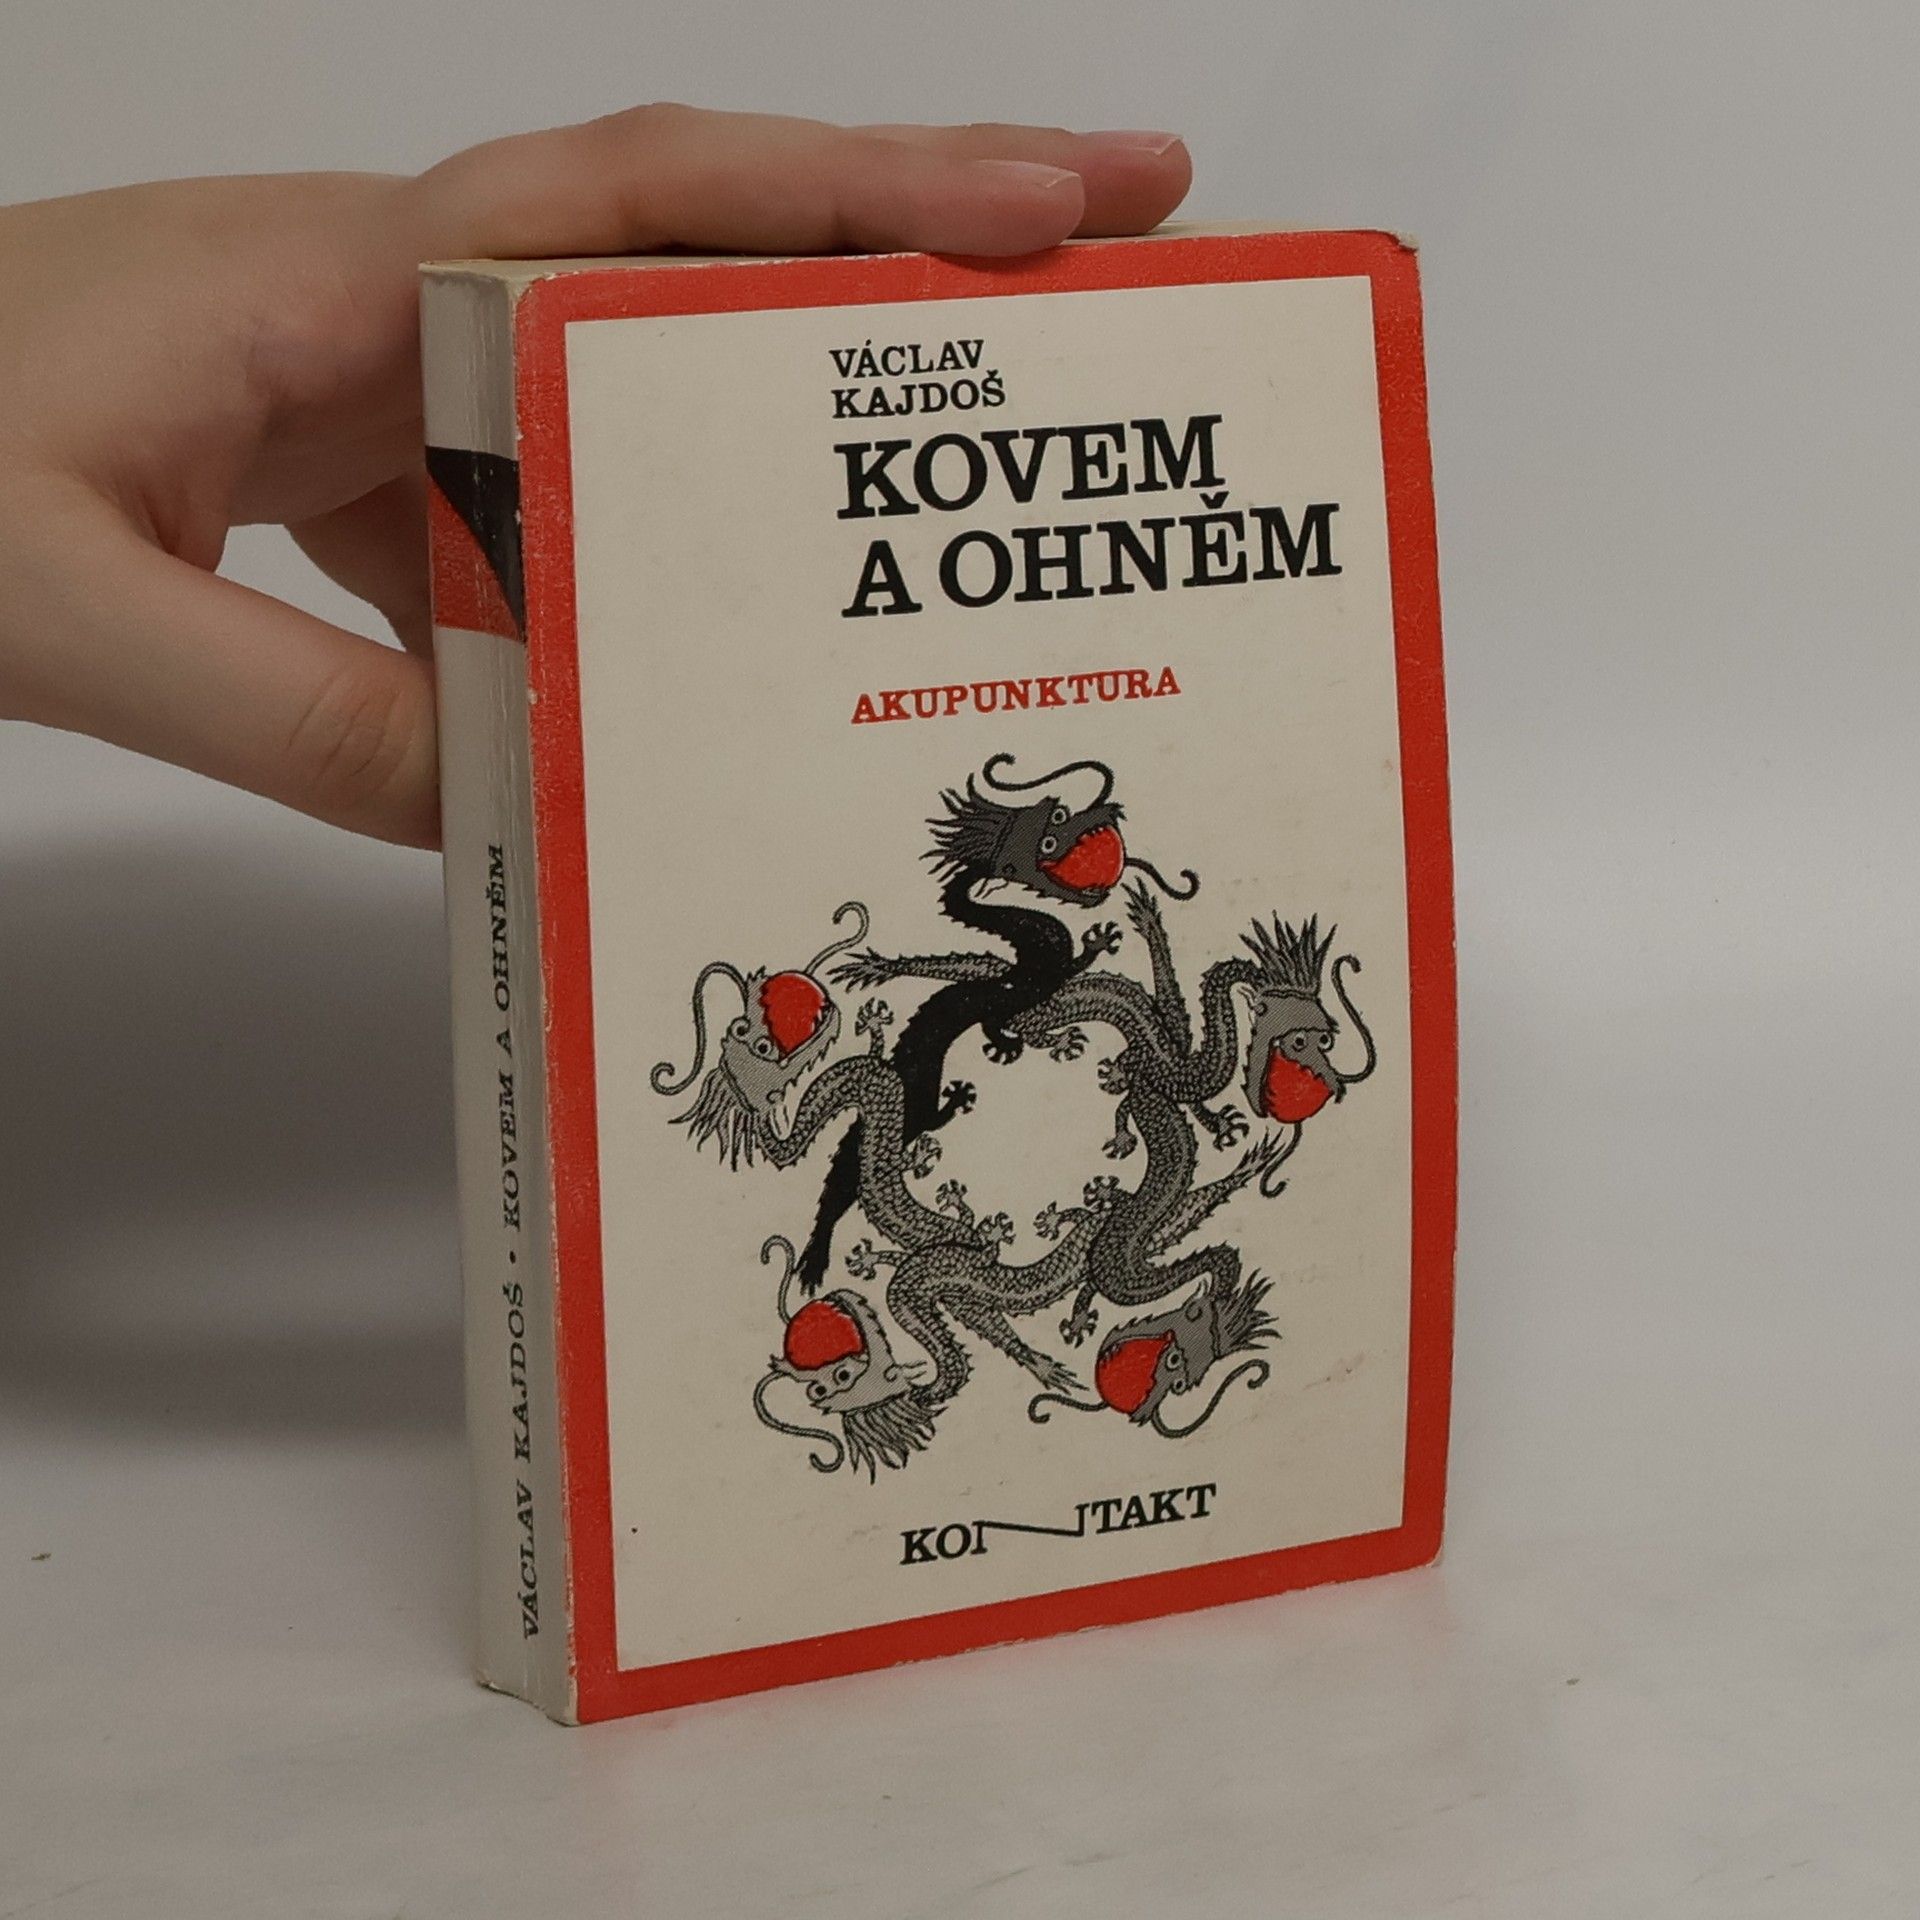 VÁCLAV
KAJDOŠ
KOVEM
A OHNĚM
AKUPUNKTURA
KONTAKT
VÁCLAV KAJDOŠ • KOVEM A OHNĚM